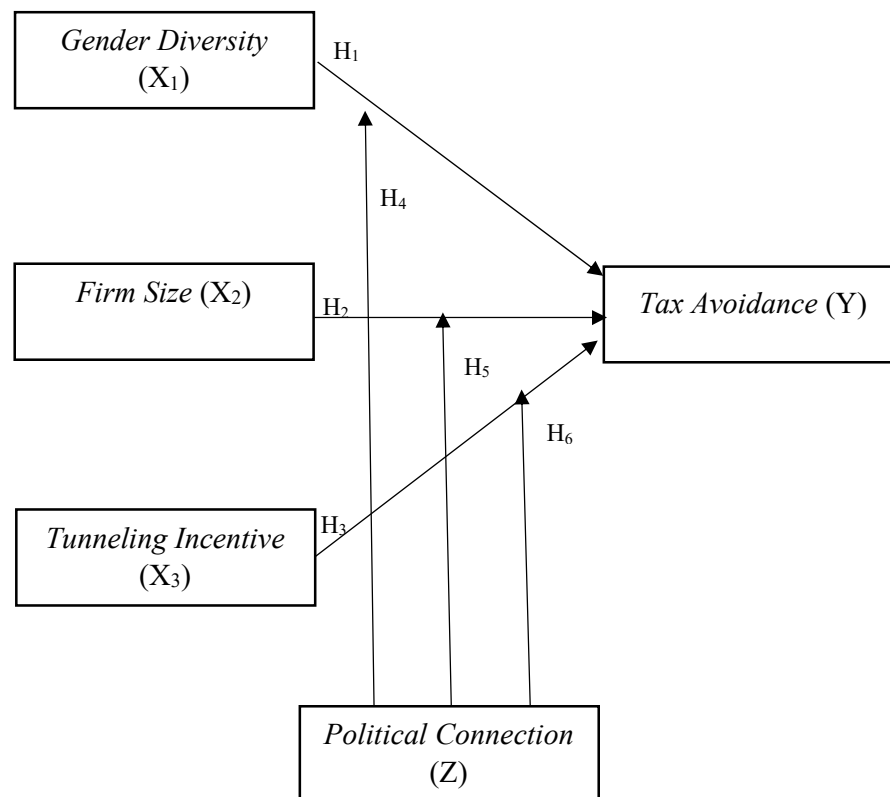 Gender Diversity
(X₁)
H₁
H₄
Firm Size (X₂)
H₂
Tax Avoidance (Y)
H₅
H₆
Tunneling Incentive
(X₃)
H₃
Political Connection
(Z)